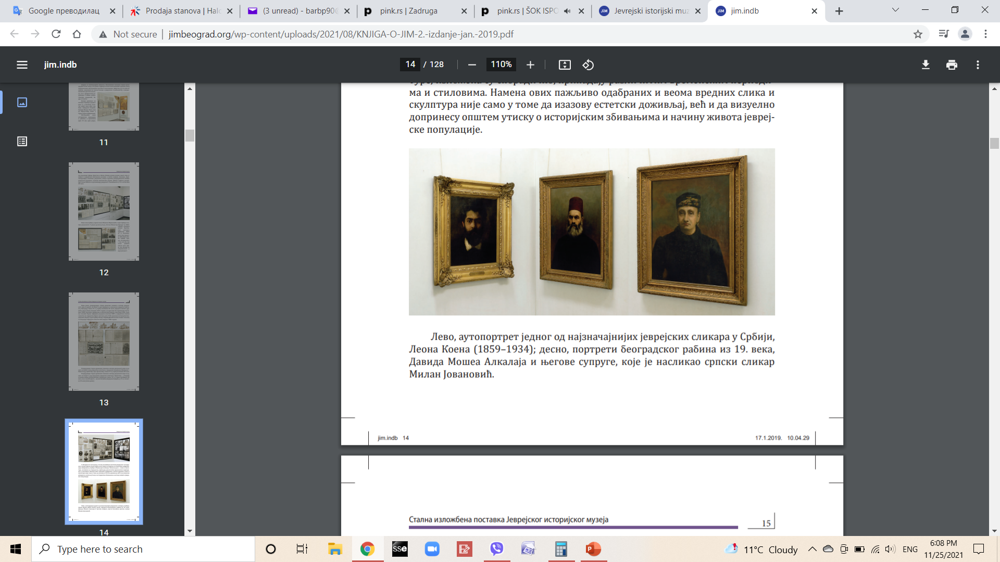 Google преводилац
Prodaja stanova | Halo
(3 unread) - barbp90@
pink.rs | Zadruga
pink.rs | ŠOK ISPO
Jevrejski istorijski muz
jim.indb
Not secure
jimbeograd.org/wp-content/uploads/2021/08/KNJIGA-O-JIM-2.-izdanje-jan.-2019.pdf
jim.indb
14 / 128
110%
11
12
13
14
ма и стиловима. Намена ових пажљиво одабраних и веома вредних слика и
скулптура није само у томе да изазову естетски доживљај, већ и да визуелно
допринесу општем утиску о историјским збивањима и начину живота јевреј-
ске популације.
Лево, аутопортрет једног од најзначајнијих јеврејских сликара у Србији,
Леона Коена (1859–1934); десно, портрети београдског рабина из 19. века,
Давида Мошеа Алкалаја и његове супруге, које је насликао српски сликар
Милан Јовановић.
jim.indb 14
17.1.2019. 10.04.29
Стална изложбена поставка Јеврејског историјског музеја
15
Type here to search
sse
11°C Cloudy
ENG
6:08 PM
11/25/2021